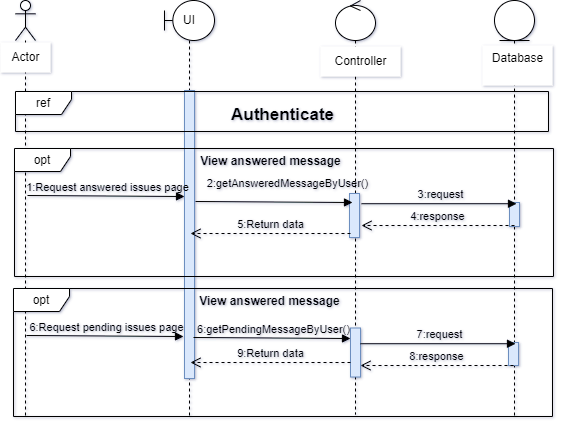 UI
Actor
Controller
Database
ref
Authenticate
opt
View answered message
1:Request answered issues page
2:getAnsweredMessageByUser()
3:request
4:response
5:Return data
opt
View answered message
6:Request pending issues page
6:getPendingMessageByUser()
7:request
8:response
9:Return data